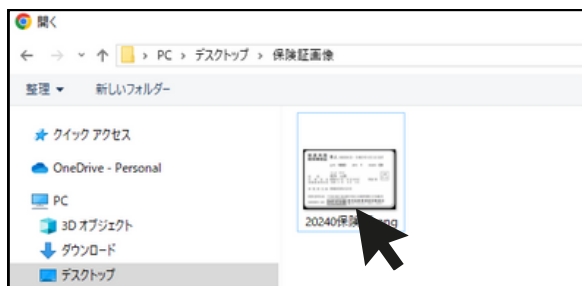 開く
PC › デスクトップ › 保険証画像
整理 新しいフォルダー
クイック アクセス
OneDrive - Personal
PC
3D オブジェクト
ダウンロード
デスクトップ
20240保険